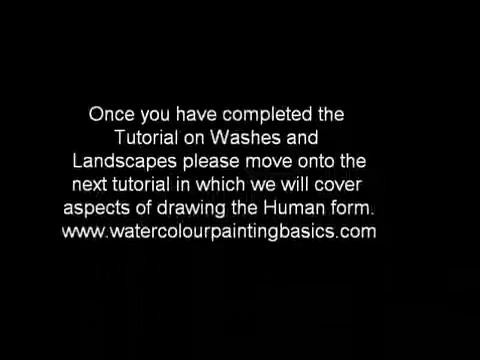 Once you have completed the
Tutorial on Washes and
Landscapes please move onto the
next tutorial in which we will cover
aspects of drawing the Human form.
www.watercolourpaintingbasics.com